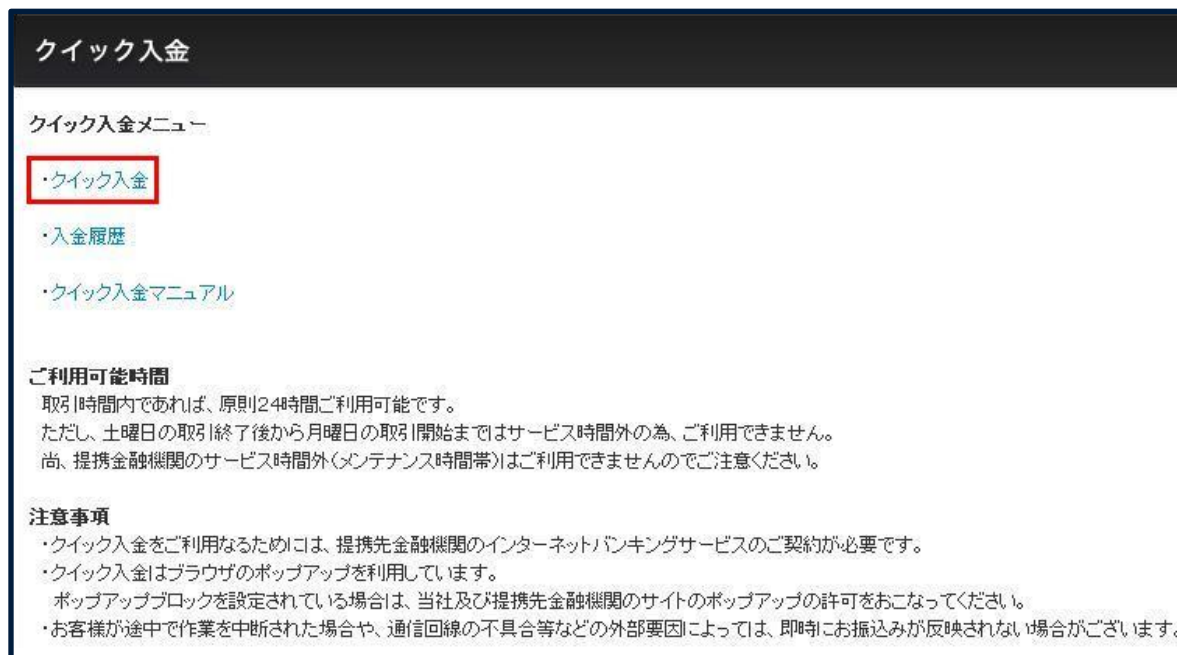 クイック入金
クイック入金メニュー
・クイック入金
・入金履歴
・クイック入金マニュアル
ご利用可能時間
取引時間内であれば、原則24時間ご利用可能です。
ただし、土曜日の取引終了後から月曜日の取引開始まではサービス時間外の為、ご利用できません。
尚、提携金融機関のサービス時間外(メンテナンス時間帯)はご利用できませんのでご注意ください。
注意事項
・クイック入金をご利用なるためには、提携先金融機関のインターネットバンキングサービスのご契約が必要です。
・クイック入金はブラウザのポップアップを利用しています。
ポップアップブロックを設定されている場合は、当社及び提携先金融機関のサイトのポップアップの許可をおこなってください。
・お客様が途中で作業を中断された場合や、通信回線の不具合等などの外部要因によっては、即時にお振込みが反映されない場合がございます。